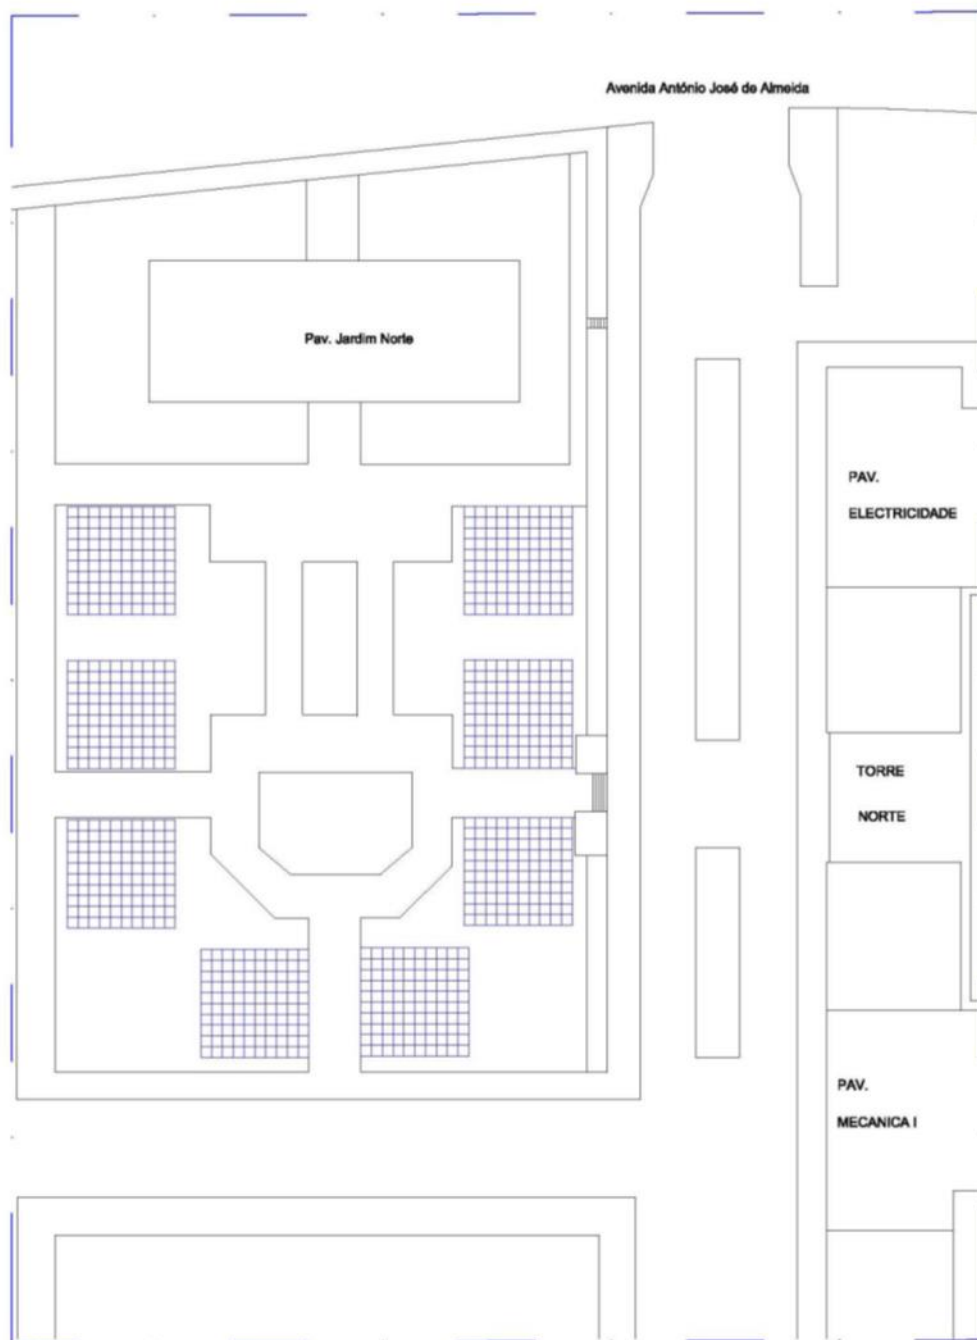 Avenida António José de Almeida
Pav. Jardim Norte
PAV.
ELECTRICIDADE
TORRE
NORTE
PAV.
MECANICA I